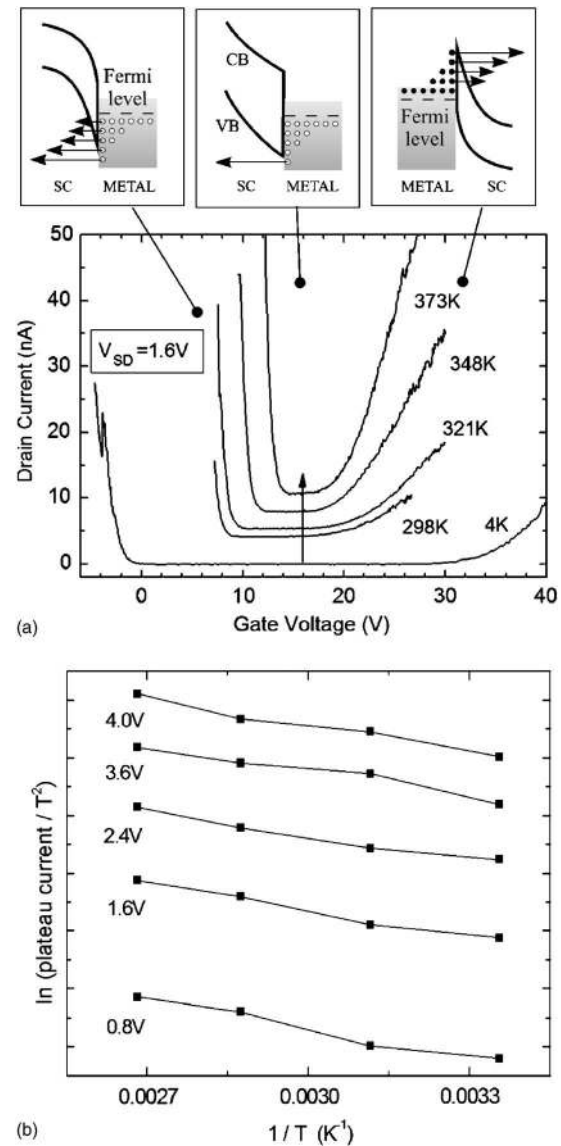 Fermi
level
SC METAL
CB
VB
SC METAL
Fermi
level
METAL SC
50
40
30
20
10
0
Drain Current (nA)
V_SD =1.6V
373K
348K
321K
298K
4K
0 10 20 30 40
Gate Voltage (V)
(a)
ln (plateau current / T²)
4.0V
3.6V
2.4V
1.6V
0.8V
0.0027 0.0030 0.0033
1 / T (K⁻¹)
(b)